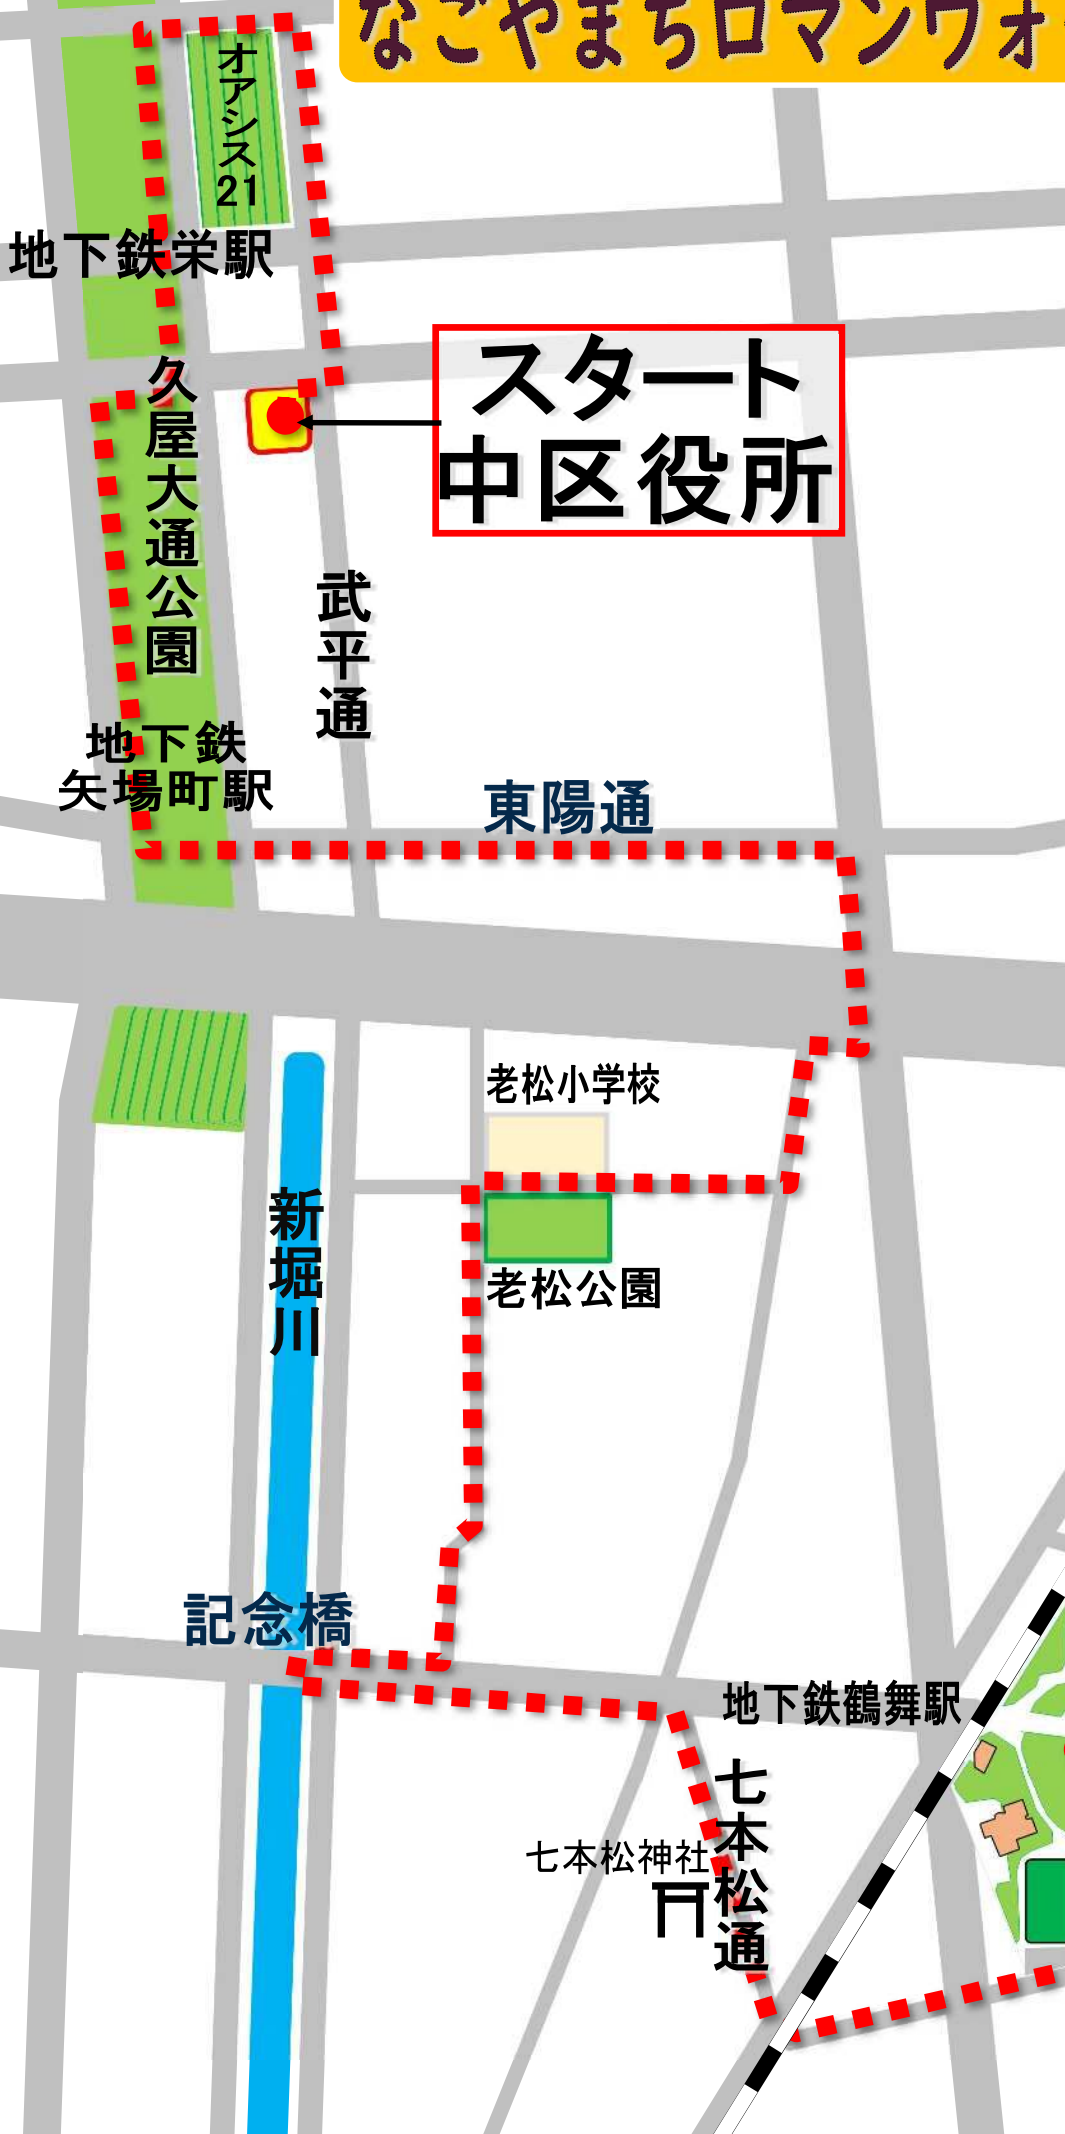 なごやまちロマンウォ
オアシス21
地下鉄栄駅
スタート
中区役所
久屋大通公園
武平通
地下鉄
矢場町駅
東陽通
老松小学校
新堀川
老松公園
記念橋
地下鉄鶴舞駅
七本松通
七本松神社